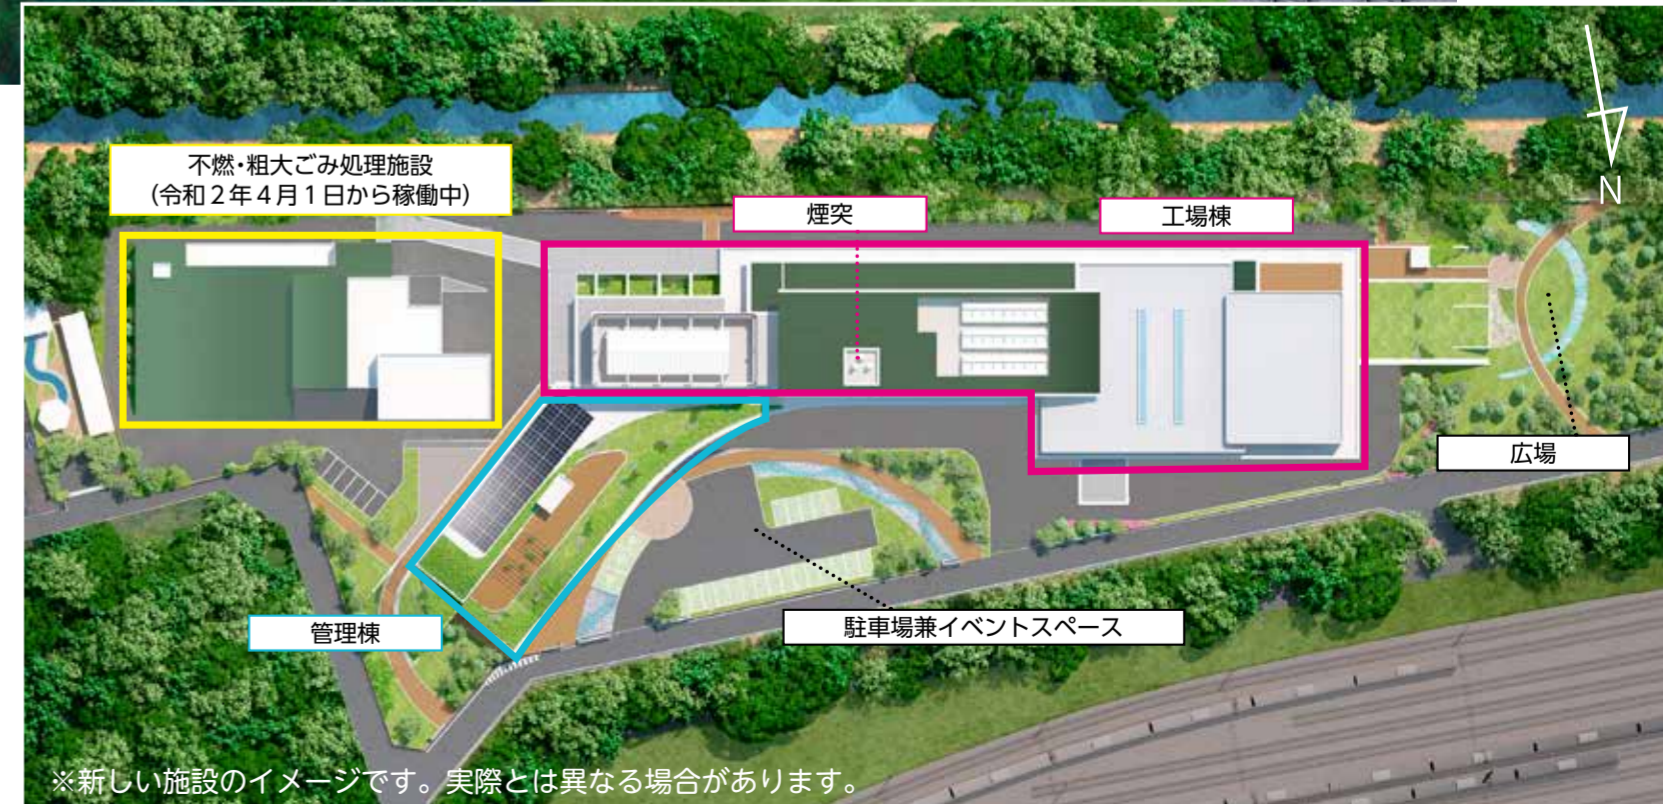 不燃・粗大ごみ処理施設
（令和２年４月１日から稼働中）
煙突
工場棟
N
広場
管理棟
駐車場兼イベントスペース
※新しい施設のイメージです。実際とは異なる場合があります。